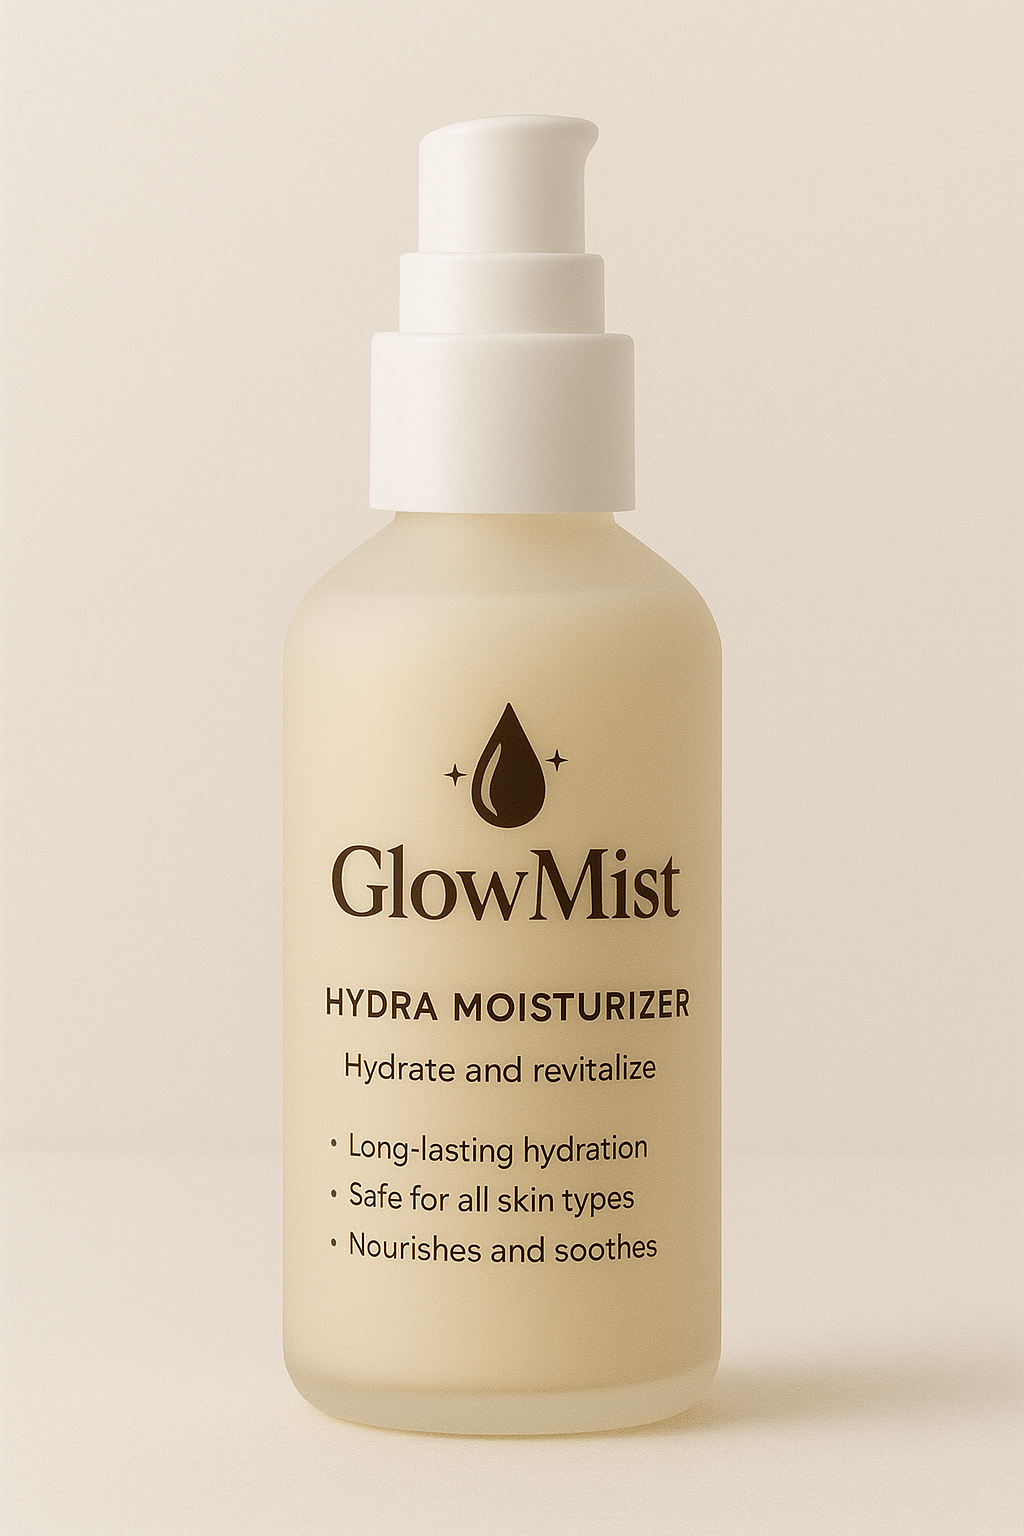 GlowMist
HYDRA MOISTURIZER
Hydrate and revitalize
• Long-lasting hydration
• Safe for all skin types
• Nourishes and soothes